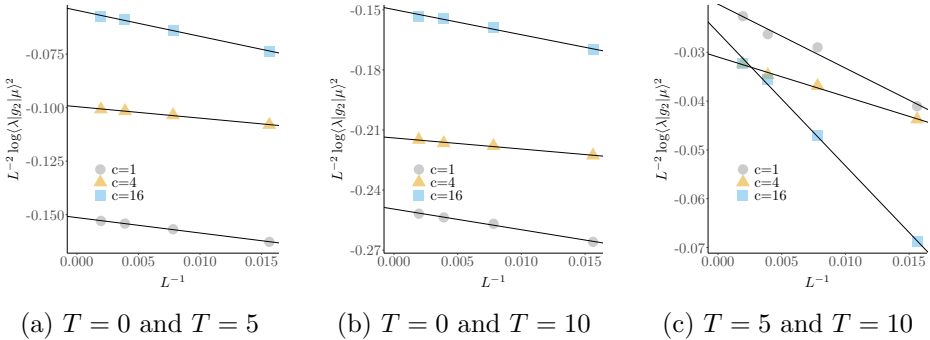 L⁻² log⟨λ|g₂|μ⟩²
-0.075
-0.100
-0.125
-0.150
c=1
c=4
c=16
0.000 0.005 0.010 0.015
L⁻¹
(a) T = 0 and T = 5
L⁻² log⟨λ|g₂|μ⟩²
-0.15
-0.18
-0.21
-0.24
-0.27
c=1
c=4
c=16
0.000 0.005 0.010 0.015
L⁻¹
(b) T = 0 and T = 10
L⁻² log⟨λ|g₂|μ⟩²
-0.03
-0.04
-0.05
-0.06
-0.07
c=1
c=4
c=16
0.000 0.005 0.010 0.015
L⁻¹
(c) T = 5 and T = 10